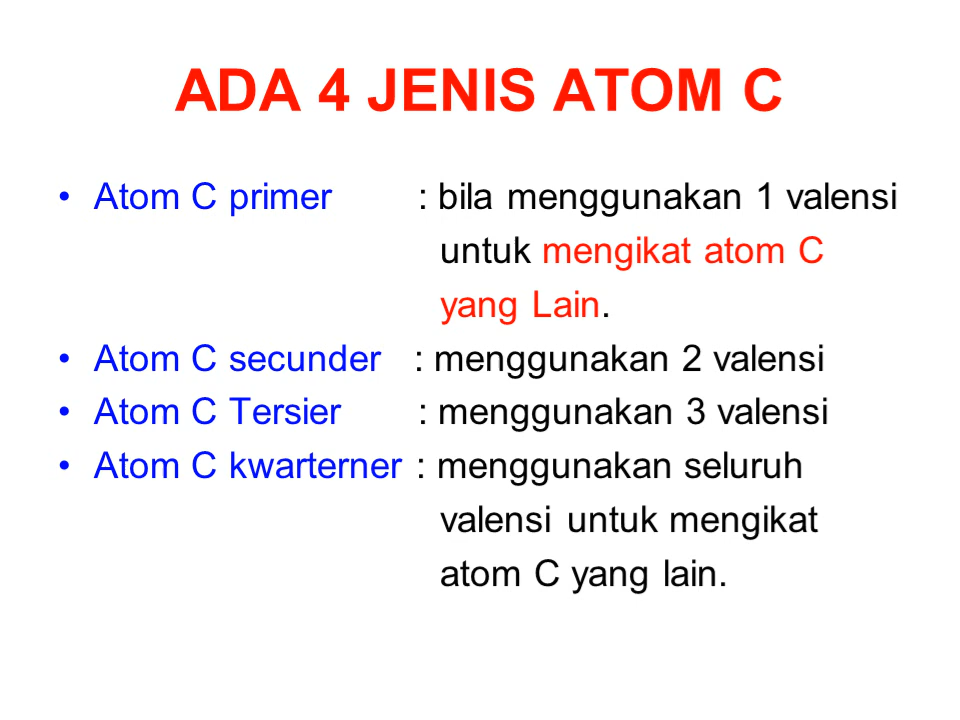 ADA 4 JENIS ATOM C
• Atom C primer : bila menggunakan 1 valensi
untuk mengikat atom C
yang Lain.
• Atom C secunder : menggunakan 2 valensi
• Atom C Tersier : menggunakan 3 valensi
• Atom C kwarterner : menggunakan seluruh
valensi untuk mengikat
atom C yang lain.